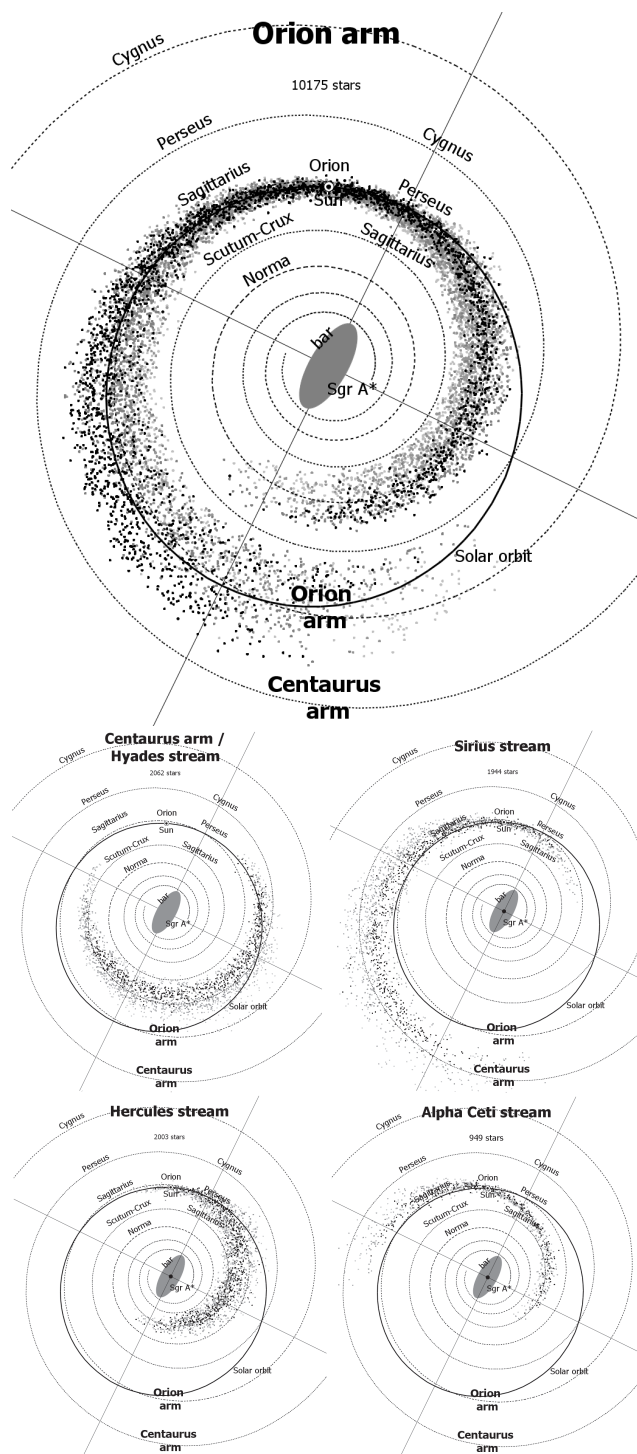 Orion arm
Cygnus
10175 stars
Perseus
Cygnus
Orion
Sagittarius
Perseus
Sun
Scutum-Crux
Sagittarius
Norma
bar
Sgr A*
Solar orbit
Orion
arm
Centaurus
arm
Centaurus arm /
Hyades stream
2062 stars
Cygnus
Perseus
Cygnus
Orion
Sagittarius
Perseus
Sun
Scutum-Crux
Sagittarius
Norma
bar
Sgr A*
Solar orbit
Orion
arm
Centaurus
arm
Sirius stream
1944 stars
Cygnus
Perseus
Cygnus
Orion
Sagittarius
Perseus
Sun
Scutum-Crux
Sagittarius
Norma
bar
Sgr A*
Solar orbit
Orion
arm
Centaurus
arm
Hercules stream
2003 stars
Cygnus
Perseus
Cygnus
Orion
Sagittarius
Perseus
Sun
Scutum-Crux
Sagittarius
Norma
bar
Sgr A*
Solar orbit
Orion
arm
Centaurus
arm
Alpha Ceti stream
949 stars
Cygnus
Perseus
Cygnus
Orion
Sagittarius
Perseus
Sun
Scutum-Crux
Sagittarius
Norma
bar
Sgr A*
Solar orbit
Orion
arm
Centaurus
arm